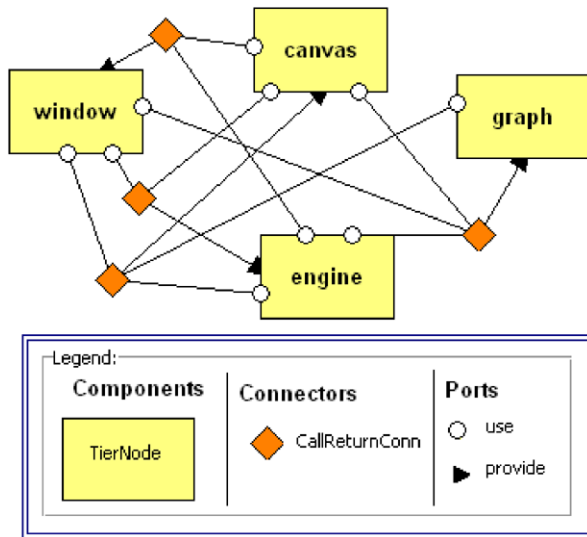 canvas
window
graph
engine
Legend:
Components
Connectors
Ports
TierNode
CallReturnConn
use
provide